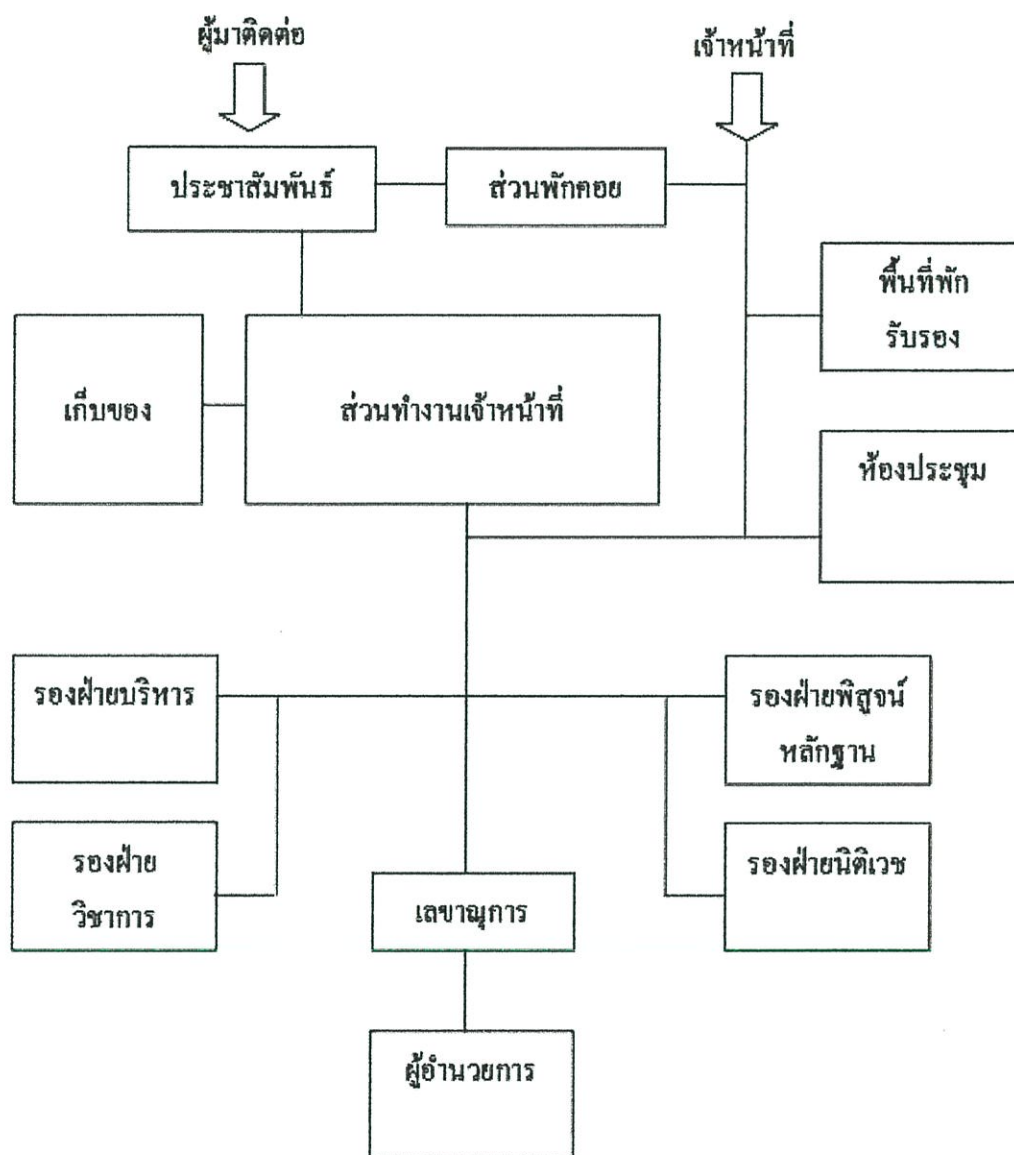 ผู้มาติดต่อ
เจ้าหน้าที่
ประชาสัมพันธ์
ส่วนพักคอย
พื้นที่พัก
รับรอง
เก็บของ
ส่วนทำงานเจ้าหน้าที่
ห้องประชุม
รองฝ่ายบริหาร
รองฝ่ายพิสูจน์
หลักฐาน
รองฝ่าย
วิชาการ
เลขาณุการ
รองฝ่ายนิติเวช
ผู้อำนวยการ